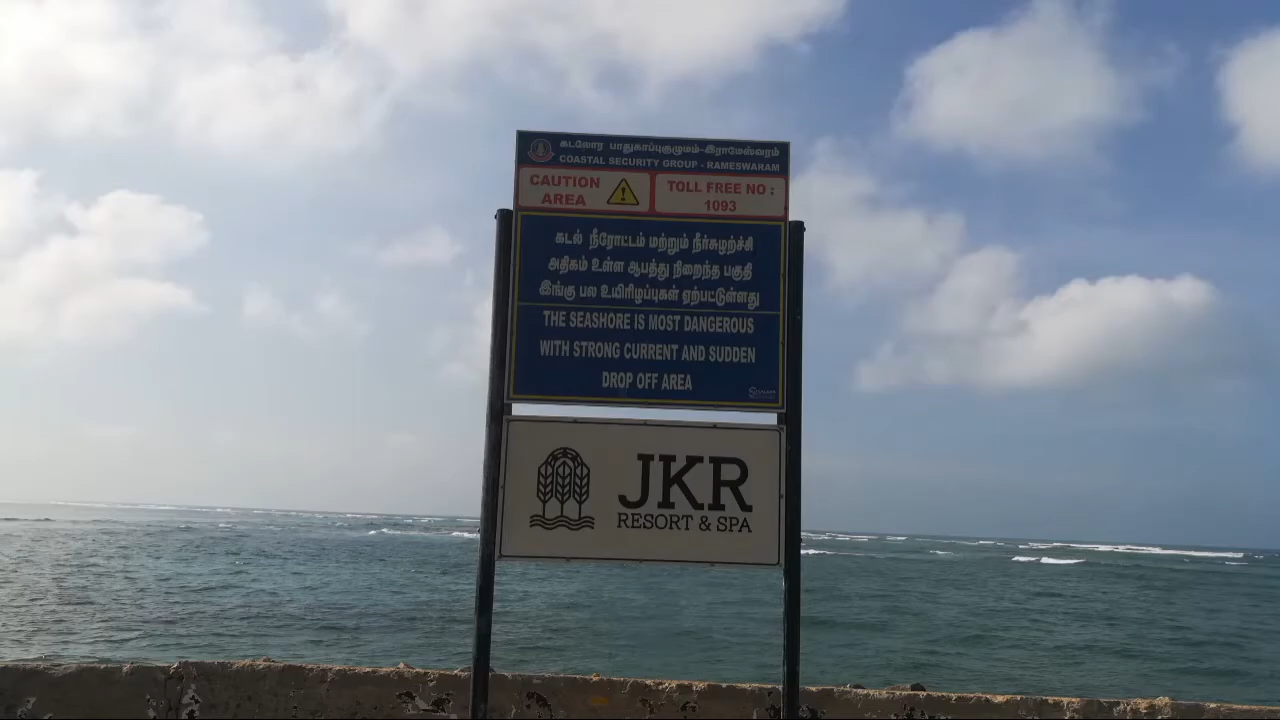 கடலோர பாதுகாப்புகுழுமம்-இராமேஸ்வரம்
COASTAL SECURITY GROUP - RAMESWARAM
CAUTION
AREA
TOLL FREE NO :
1093
கடல் நீரோட்டம் மற்றும் நீர்சுழற்ச்சி
அதிகம் உள்ள ஆபத்து நிறைந்த பகுதி
இங்கு பல உயிரிழப்புகள் ஏற்பட்டுள்ளது
THE SEASHORE IS MOST DANGEROUS
WITH STRONG CURRENT AND SUDDEN
DROP OFF AREA
JKR
RESORT & SPA